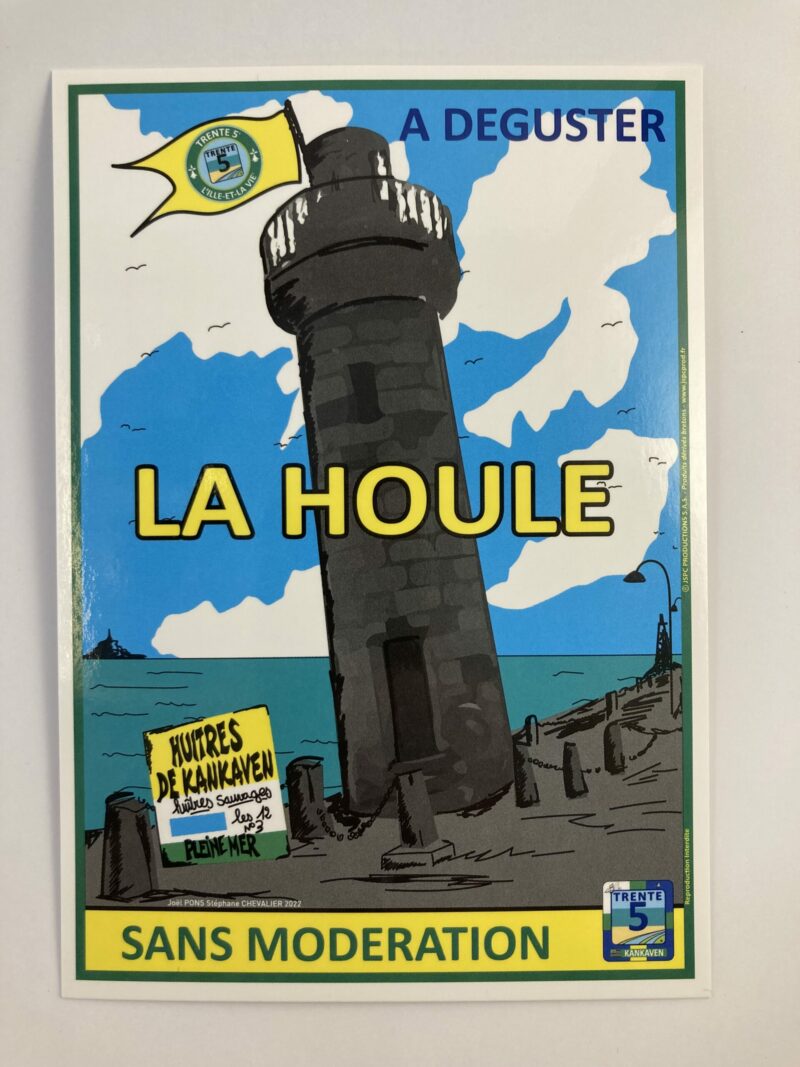 A DEGUSTER
TRENTE 5'
TRENTE
5
L'ILLE-ET-LA VIE
LA HOULE
HUITRES
DE KANKAVEN
huîtres sauvages
les 12
N°3
PLEINE MER
© JSPC PRODUCTIONS S.A.S - Produits dérivés bretons - www.jspcprod.fr
Reproduction interdite
Joël PONS Stéphane CHEVALIER 2022
SANS MODERATION
TRENTE
5
KANKAVEN